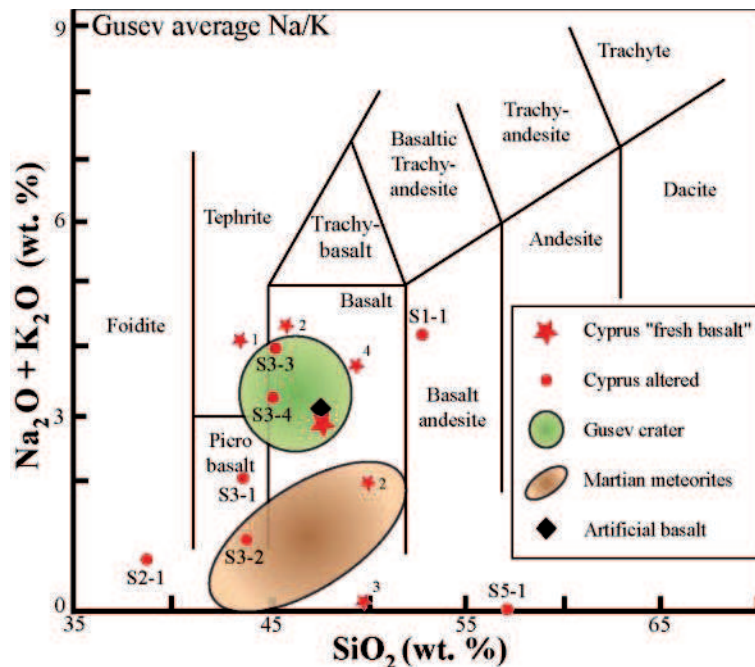 Gusev average Na/K
9
6
3
0
Na2O + K2O (wt. %)
35
45
55
65
SiO2 (wt. %)
Trachyte
Trachy-
andesite
Basaltic
Trachy-
andesite
Dacite
Tephrite
Trachy-
basalt
Andesite
Foidite
Basalt
S1-1
1
2
S3-3
4
S3-4
Basalt
andesite
Picro
basalt
S3-1
2
S3-2
S2-1
3
S5-1
Cyprus "fresh basalt"
Cyprus altered
Gusev crater
Martian meteorites
Artificial basalt